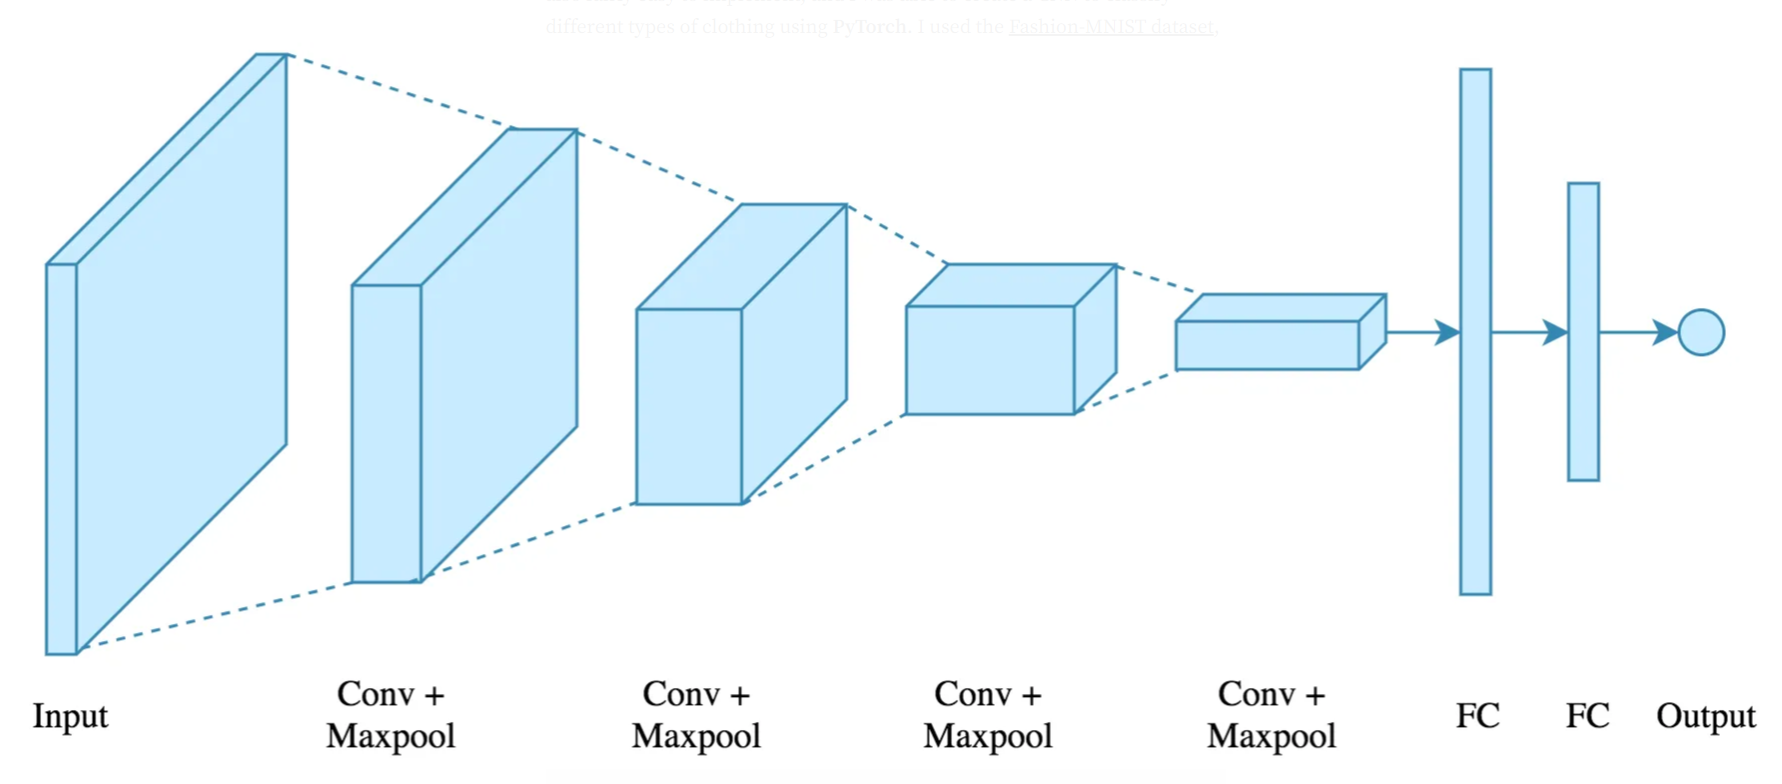 different types of clothing using PyTorch. I used the Fashion-MNIST dataset,
Input
Conv +
Maxpool
Conv +
Maxpool
Conv +
Maxpool
Conv +
Maxpool
FC
FC
Output